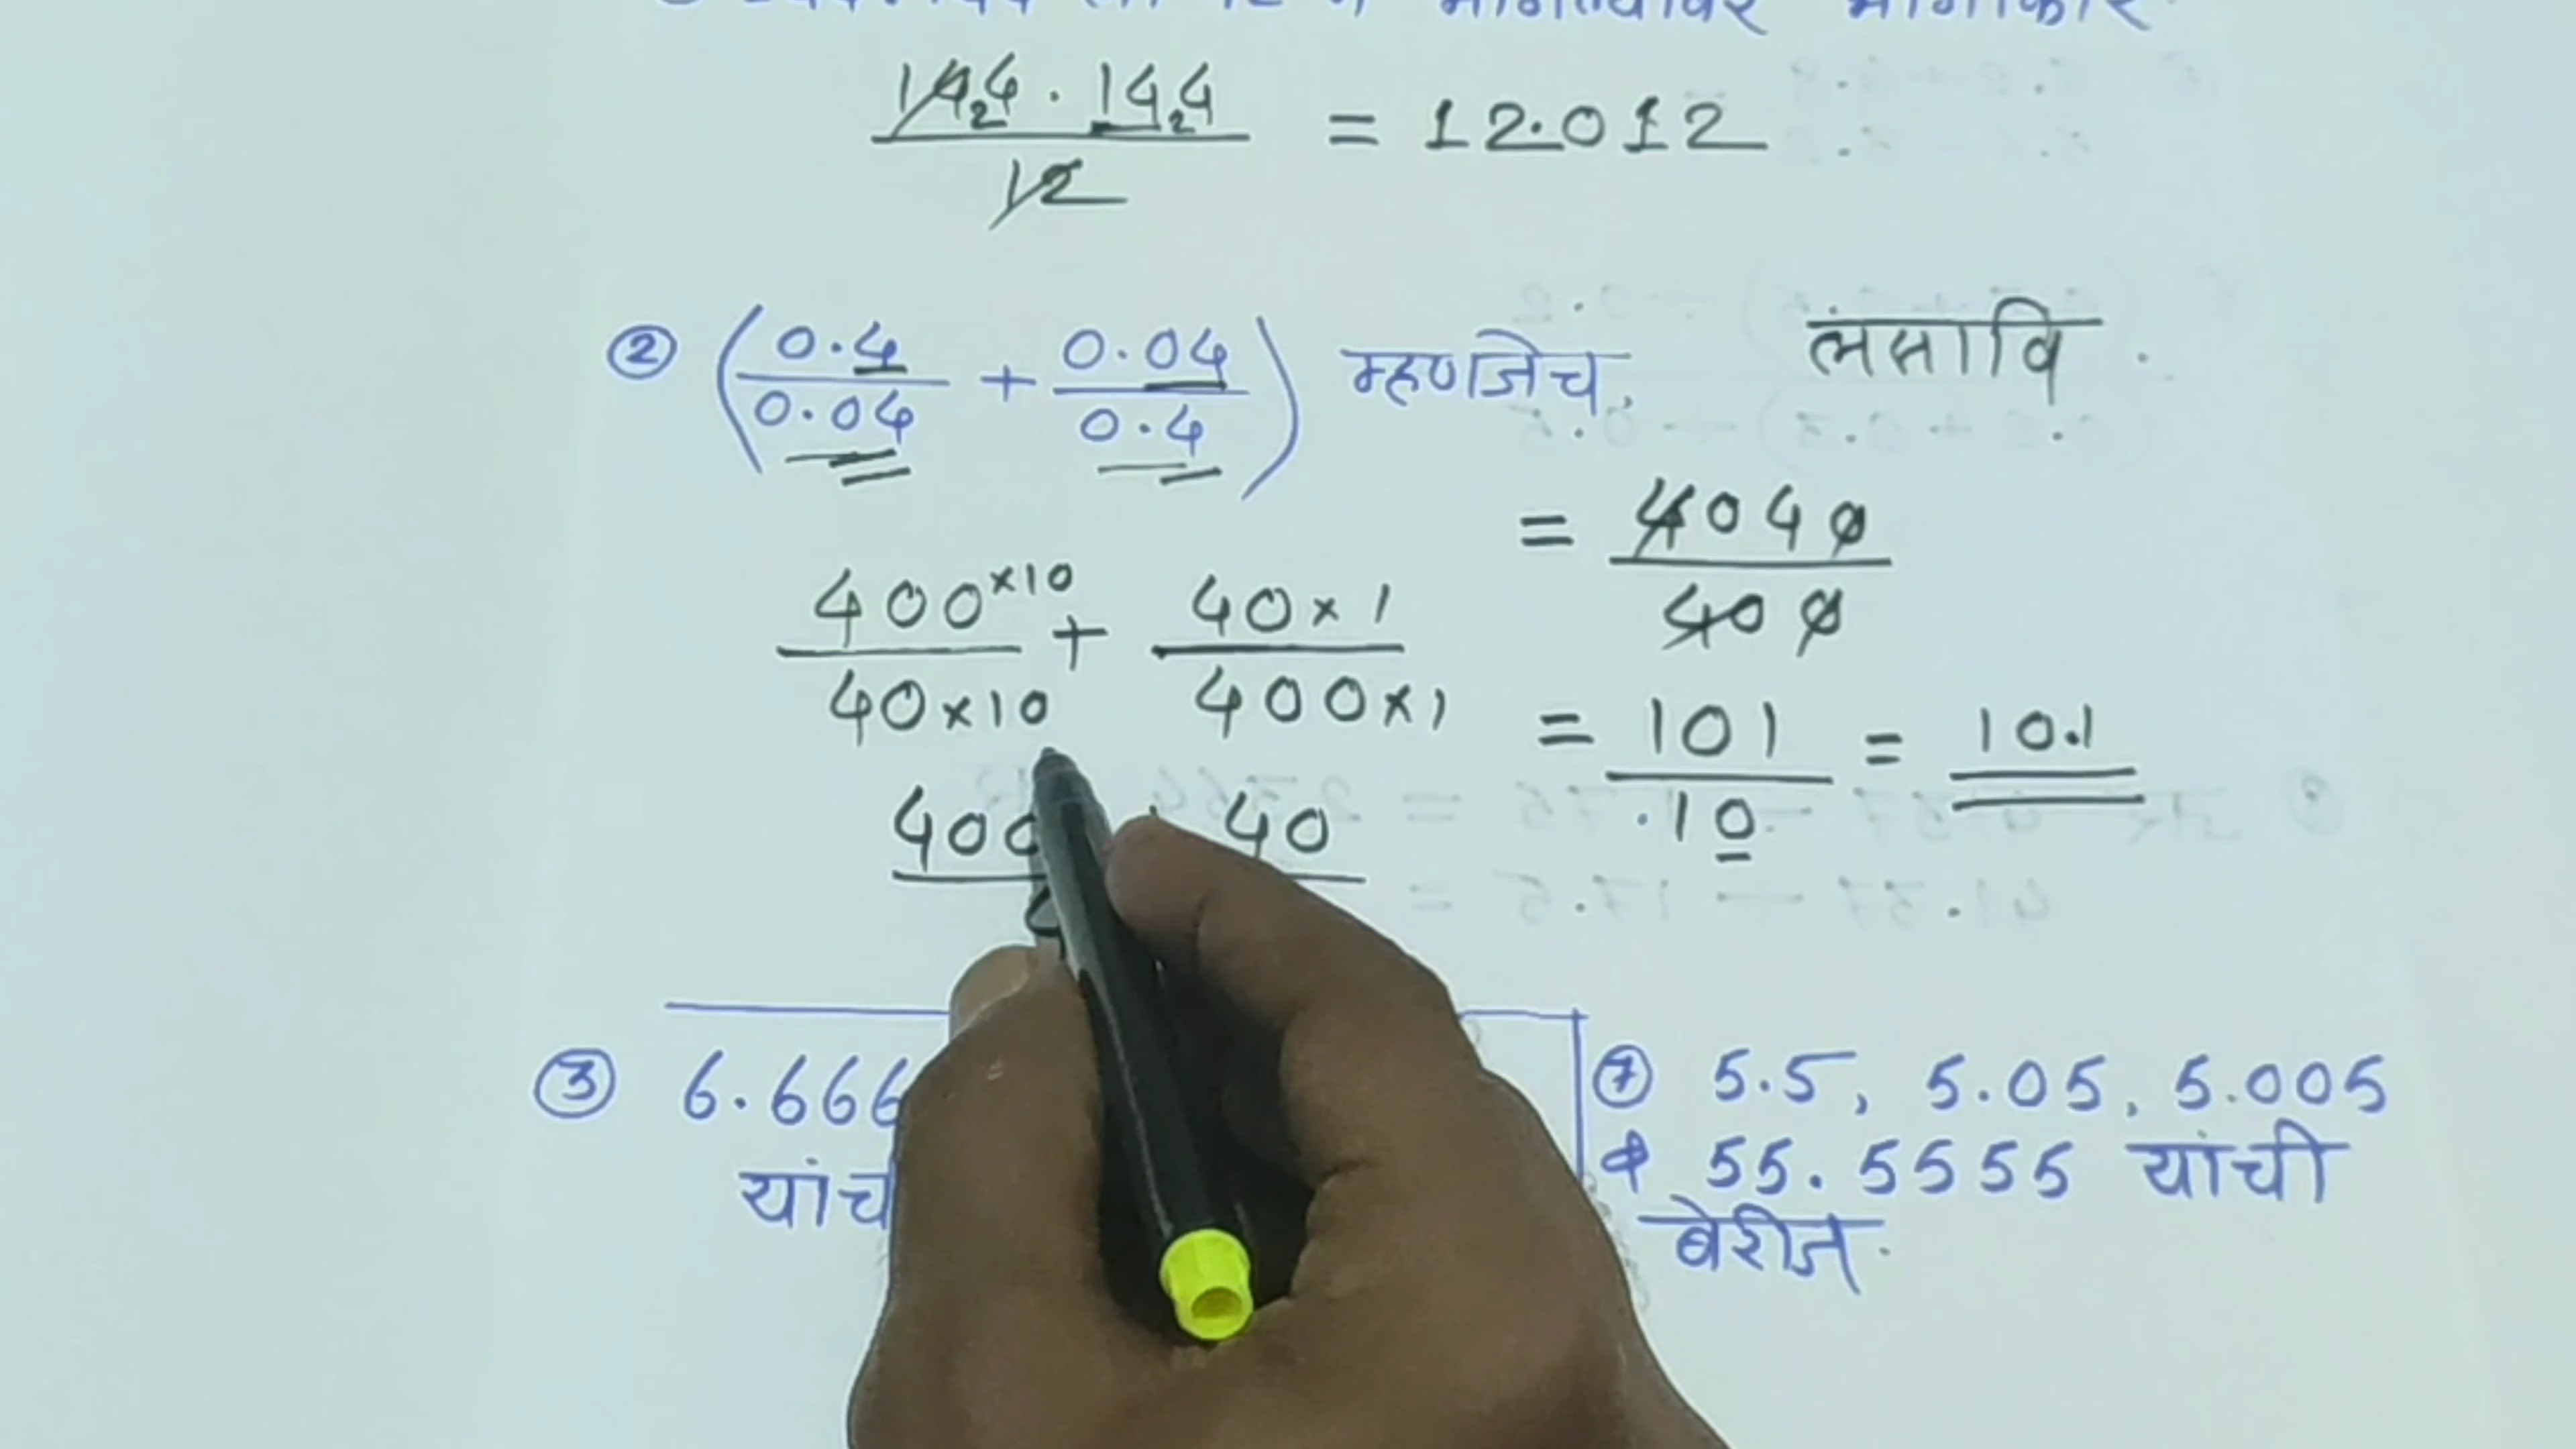 144.144 / 12 = 12.012
② (0.4 / 0.04 + 0.04 / 0.4) म्हणजेच, लसावि.
400×10 / 40×10 + 40×1 / 400×1
400 40
= 4040 / 400
= 101 / 10 = 10.1
③ 6.666
यांच
⑦ 5.5, 5.05, 5.005
व 55.5555 यांची
बेरीज.